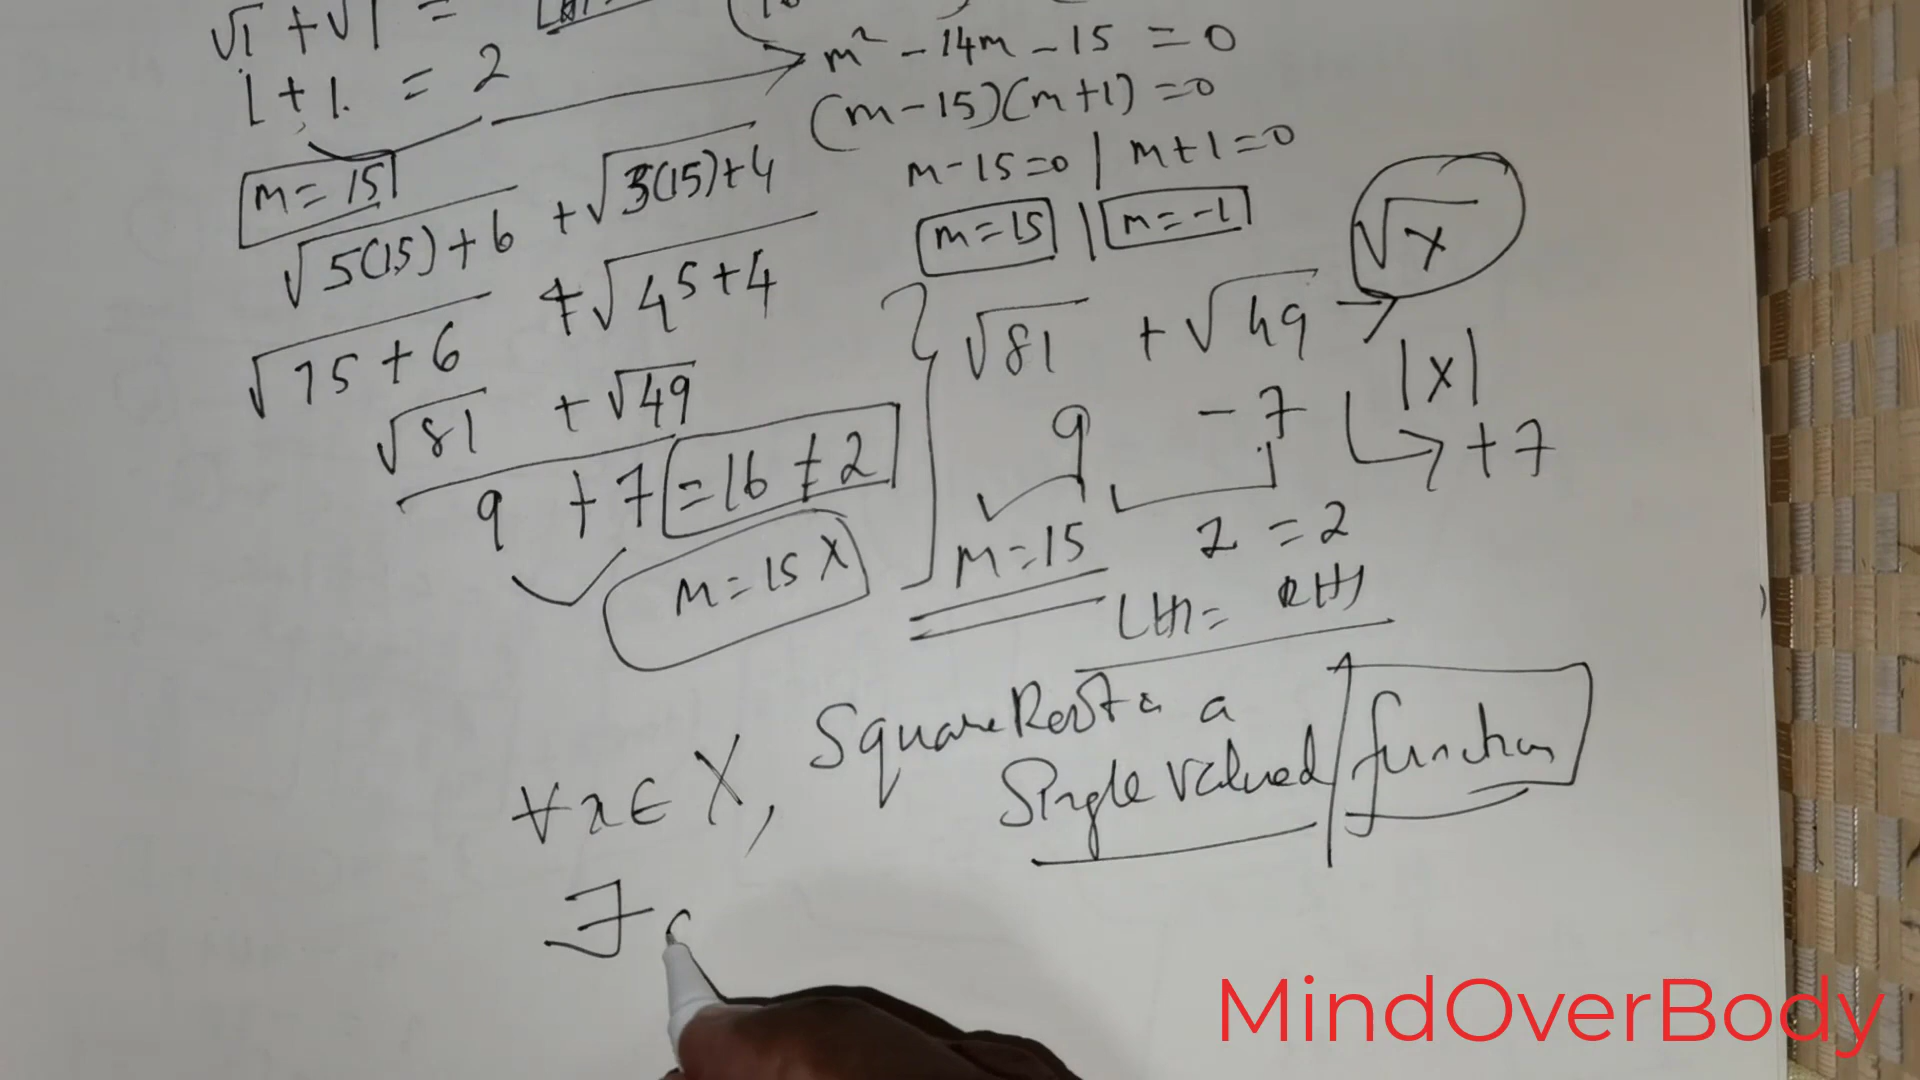 √1 + √1 =
1 + 1 = 2
m = 15
√5(15) + 6 + √3(15) + 4
√75 + 6 + √45 + 4
√81 + √49
9 + 7 = 16 ≠ 2
m = 15 X
m² - 14m - 15 = 0
(m - 15)(m + 1) = 0
m - 15 = 0 | m + 1 = 0
m = 15 | m = -1
√x
√81 + √49
|x|
9 - 7
+7
m = 15 2 = 2
LHS = RHS
Square Root is a
Single valued function
∀ x ∈ X,
∃
MindOverBody